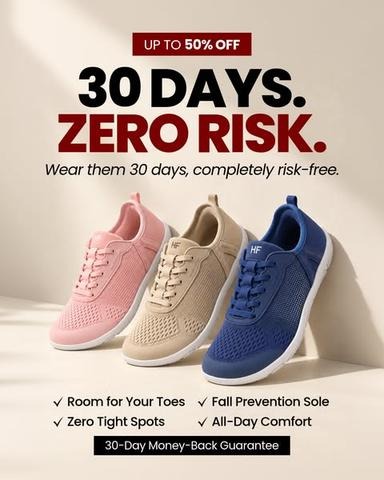 UP TO 50% OFF
30 DAYS.
ZERO RISK.
Wear them 30 days, completely risk-free.
HF
HF
✓ Room for Your Toes ✓ Fall Prevention Sole
✓ Zero Tight Spots ✓ All-Day Comfort
30-Day Money-Back Guarantee